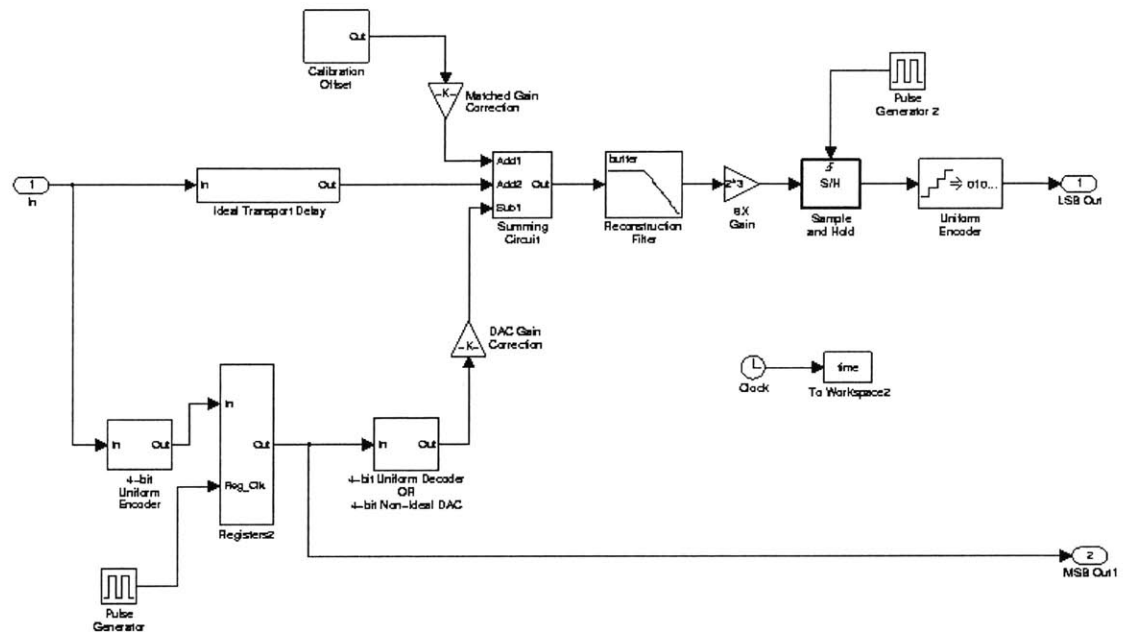 Out
Calibration
Offset
-K-
Matched Gain
Correction
Pulse
Generator 2
1
In
In
Out
Ideal Transport Delay
Add1
Add2
Sub1
Out
Summing
Circuit
butter
Reconstruction
Filter
2*3
8X
Gain
S/H
Sample
and Hold
010...
Uniform
Encoder
1
LSB Out
-K-
DAC Gain
Correction
Clock
time
To Workspace2
In
Out
4-bit
Uniform
Encoder
In
Out
Reg_Clk
Registers2
In
Out
4-bit Uniform Decoder
OR
4-bit Non-Ideal DAC
2
MSB Out1
Pulse
Generator